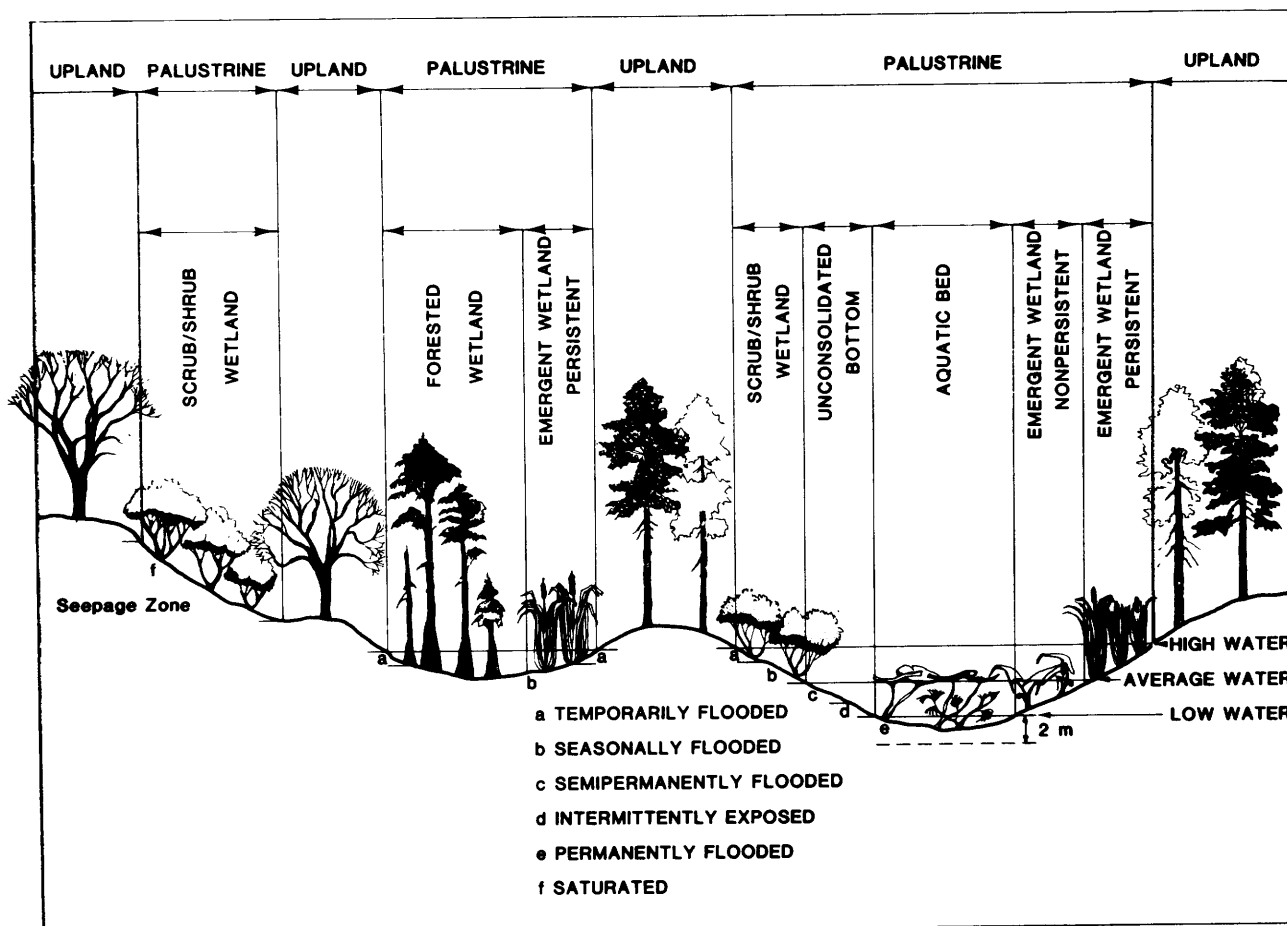 UPLAND PALUSTRINE UPLAND PALUSTRINE UPLAND PALUSTRINE UPLAND
SCRUB/SHRUB
WETLAND
FORESTED
WETLAND
EMERGENT WETLAND
PERSISTENT
SCRUB/SHRUB
WETLAND
UNCONSOLIDATED
BOTTOM
AQUATIC BED
EMERGENT WETLAND
NONPERSISTENT
EMERGENT WETLAND
PERSISTENT
f
Seepage Zone
a
b
a
a
b
c
d
e
HIGH WATER
AVERAGE WATER
LOW WATER
2 m
a TEMPORARILY FLOODED
b SEASONALLY FLOODED
c SEMIPERMANENTLY FLOODED
d INTERMITTENTLY EXPOSED
e PERMANENTLY FLOODED
f SATURATED